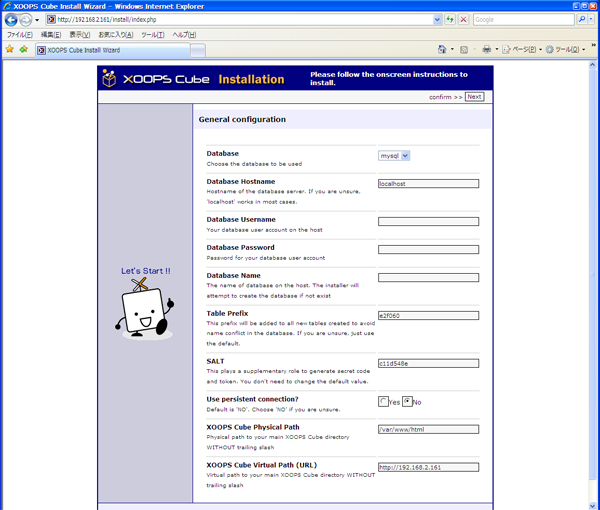 XOOPS Cube Install Wizard - Windows Internet Explorer
http://192.168.2.161/install/index.php
Google
ファイル(F) 編集(E) 表示(V) お気に入り(A) ツール(T) ヘルプ(H)
XOOPS Cube Install Wizard
ページ(P) ツール(O)
XOOPS Cube Installation
Please follow the onscreen instructions to
install.
confirm >> Next
General configuration
Database
Choose the database to be used
mysql
Database Hostname
Hostname of the database server. If you are unsure,
'localhost' works in most cases.
localhost
Database Username
Your database user account on the host
Database Password
Password for your database user account
Database Name
The name of database on the host. The installer will
attempt to create the database if not exist
Let's Start !!
Table Prefix
This prefix will be added to all new tables created to avoid
name conflict in the database. If you are unsure, just use
the default.
e2f060
SALT
This plays a supplementary role to generate secret code
and token. You don't need to change the default value.
c11d548e
Use persistent connection?
Default is 'NO'. Choose 'NO' if you are unsure.
Yes No
XOOPS Cube Physical Path
Physical path to your main XOOPS Cube directory
WITHOUT trailing slash
/var/www/html
XOOPS Cube Virtual Path (URL)
Virtual path to your main XOOPS Cube directory WITHOUT
trailing slash
http://192.168.2.161